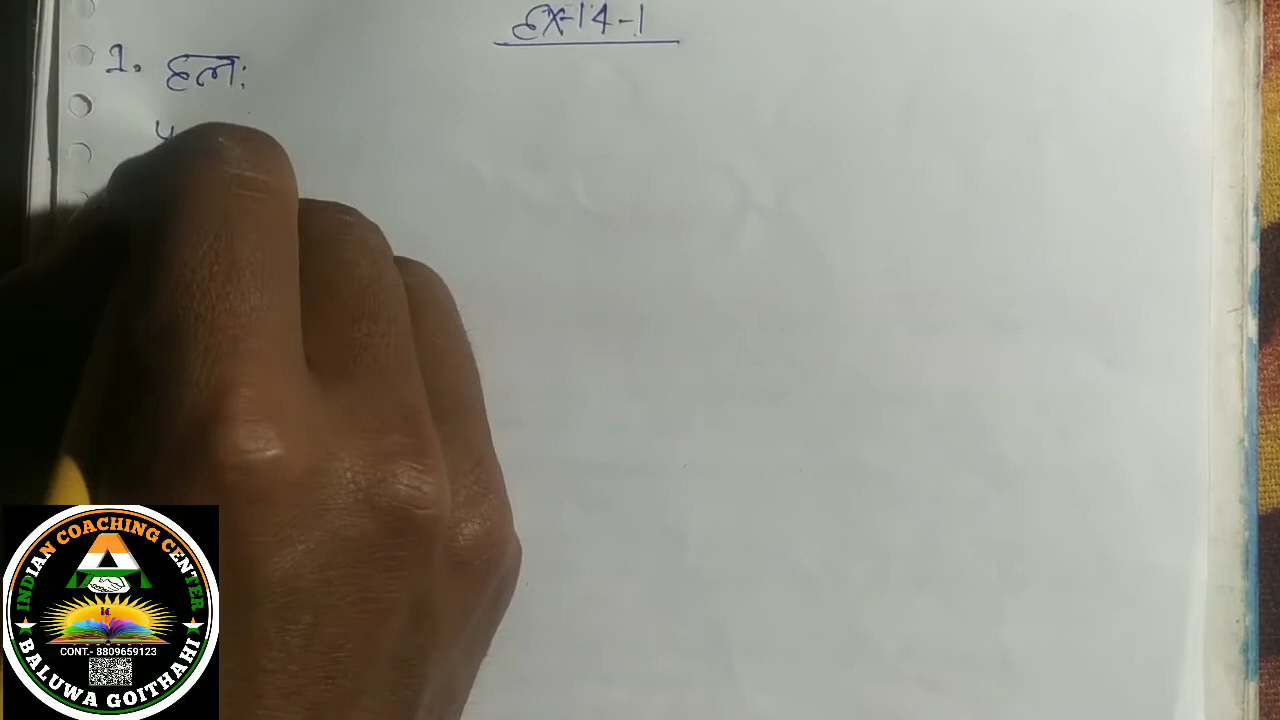 Ex-14-1
1. हल:
INDIAN COACHING CENTER
CONT.- 8809659123
BALUWA GOITHAHI